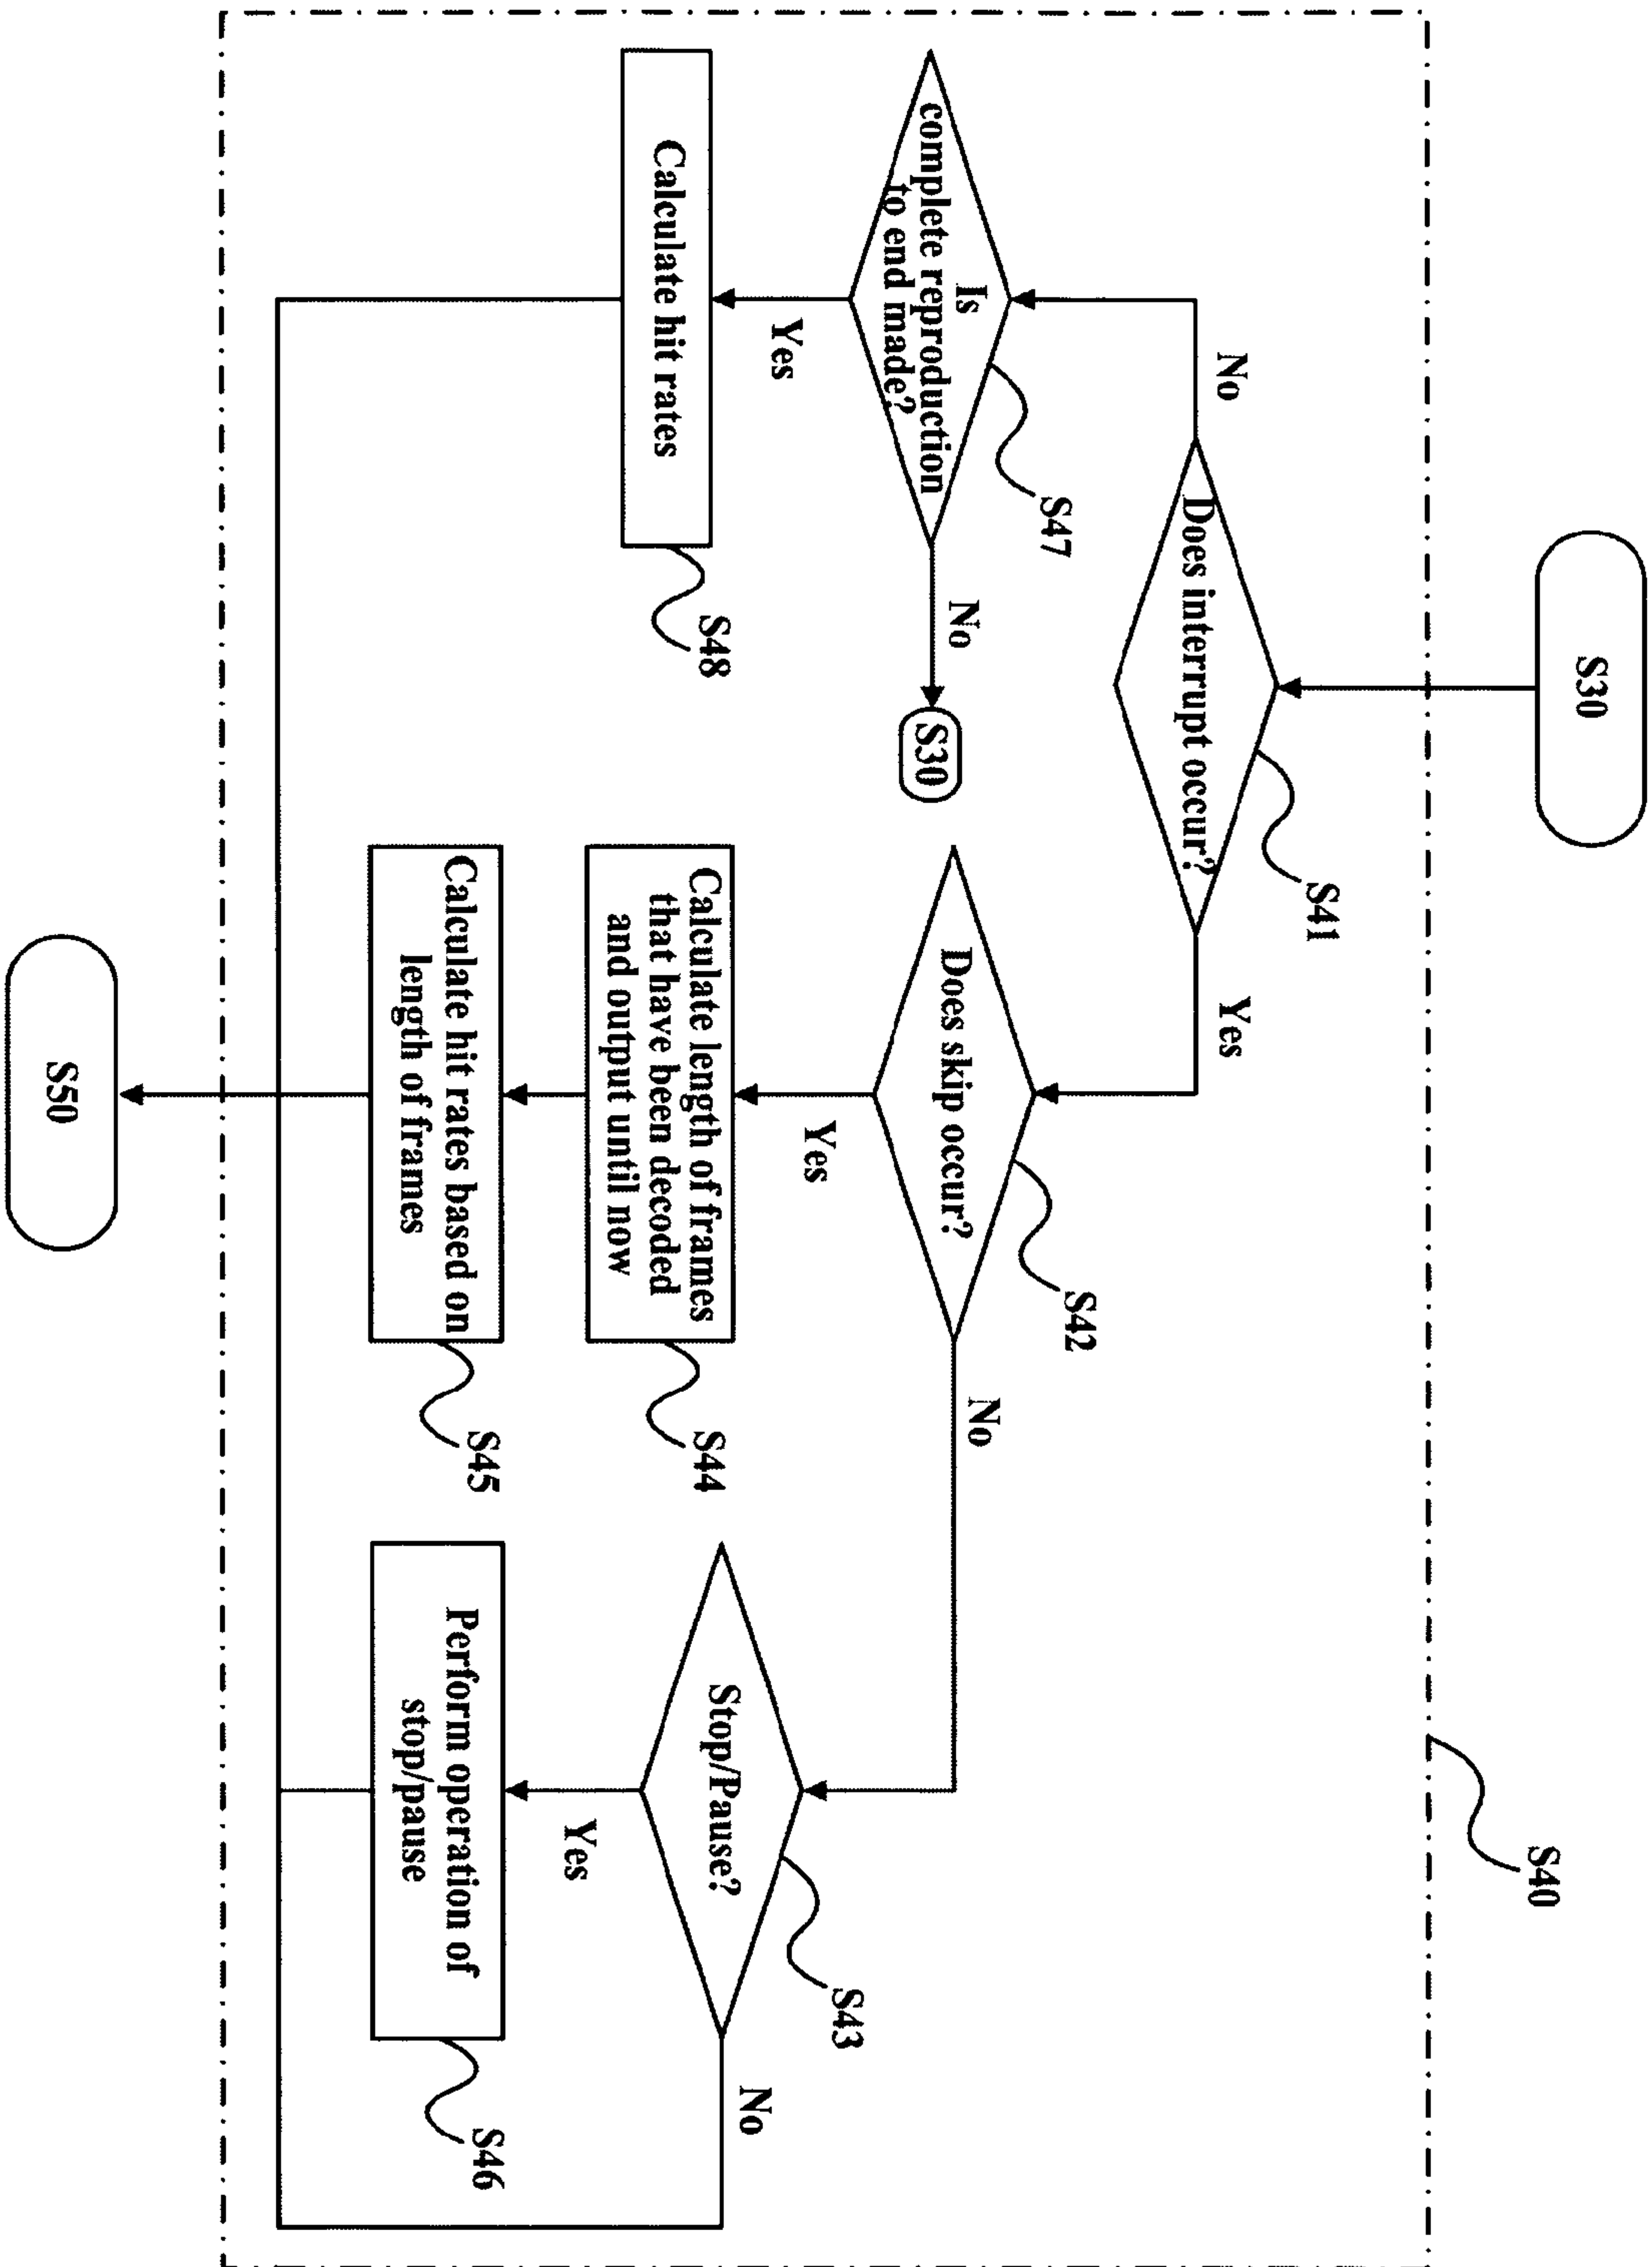 S30
S40
Does interrupt occur?
S41
No
Yes
Is
complete reproduction
to end made?
S47
No
S30
Yes
Calculate hit rates
S48
Does skip occur?
S42
No
Yes
Calculate length of frames
that have been decoded
and output until now
S44
Calculate hit rates based on
length of frames
S45
Stop/Pause?
S43
No
Yes
Perform operation of
stop/pause
S46
S50